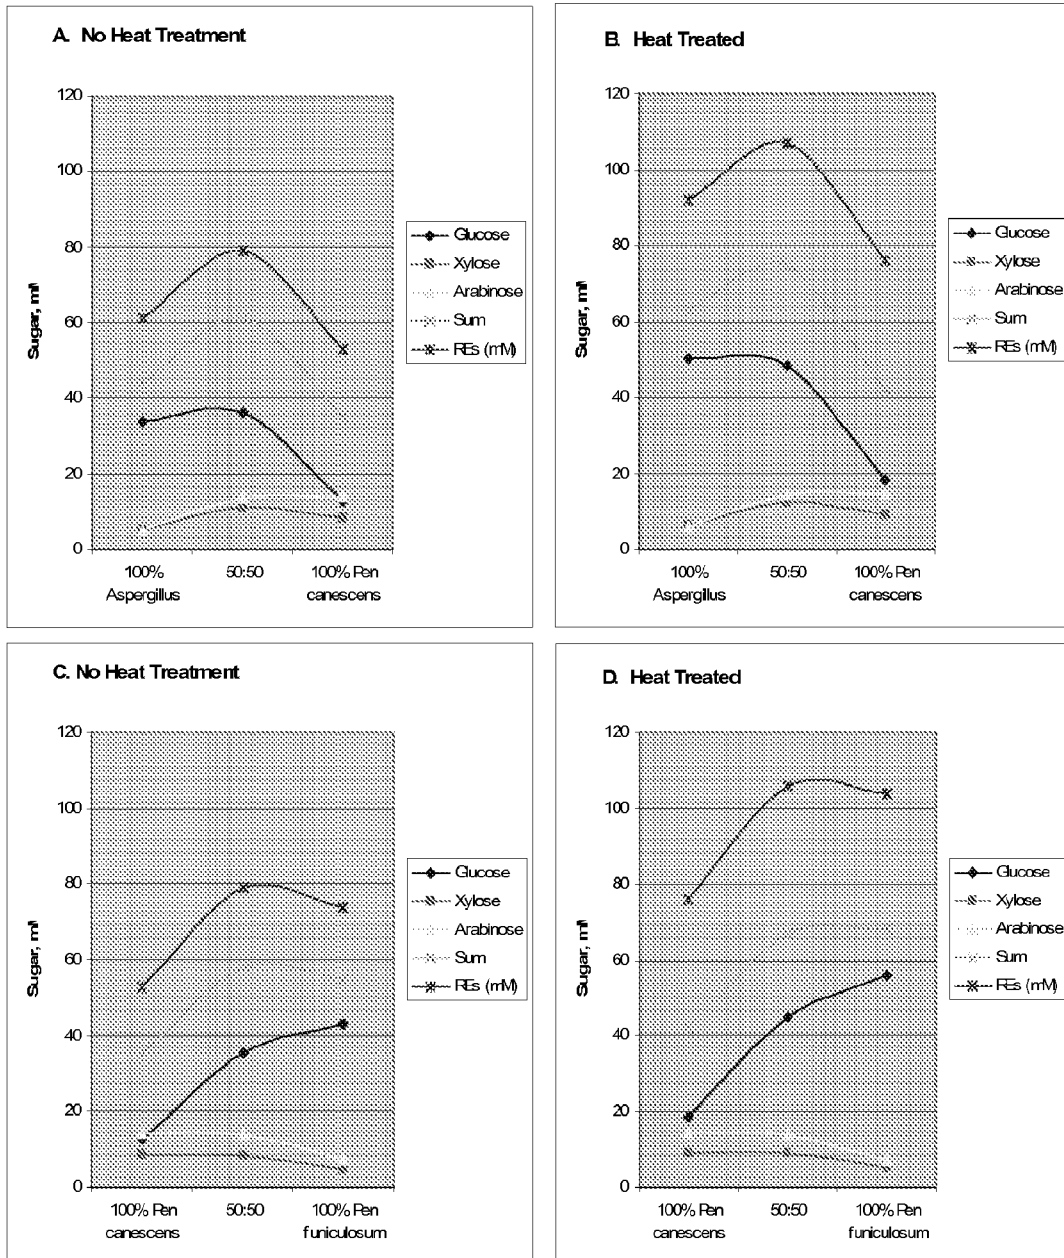 A. No Heat Treatment
120
100
80
60
40
20
0
Sugar, mM
100%
Aspergillus
50:50
100% Pen
canescens
Glucose
Xylose
Arabinose
Sum
REs (mM)
B. Heat Treated
120
100
80
60
40
20
0
Sugar, mM
100%
Aspergillus
50:50
100% Pen
canescens
Glucose
Xylose
Arabinose
Sum
REs (mM)
C. No Heat Treatment
120
100
80
60
40
20
0
Sugar, mM
100% Pen
canescens
50:50
100% Pen
funiculosum
Glucose
Xylose
Arabinose
Sum
REs (mM)
D. Heat Treated
120
100
80
60
40
20
0
Sugar, mM
100% Pen
canescens
50:50
100% Pen
funiculosum
Glucose
Xylose
Arabinose
Sum
REs (mM)